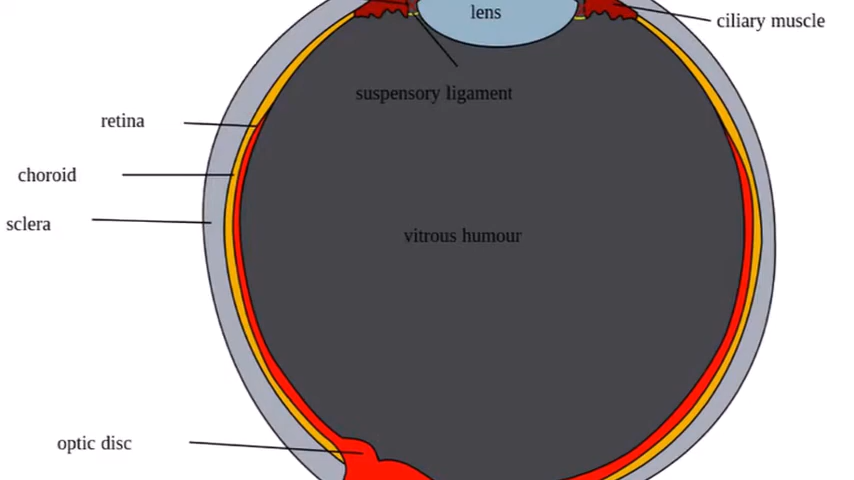 lens
ciliary muscle
suspensory ligament
retina
choroid
sclera
vitrous humour
optic disc